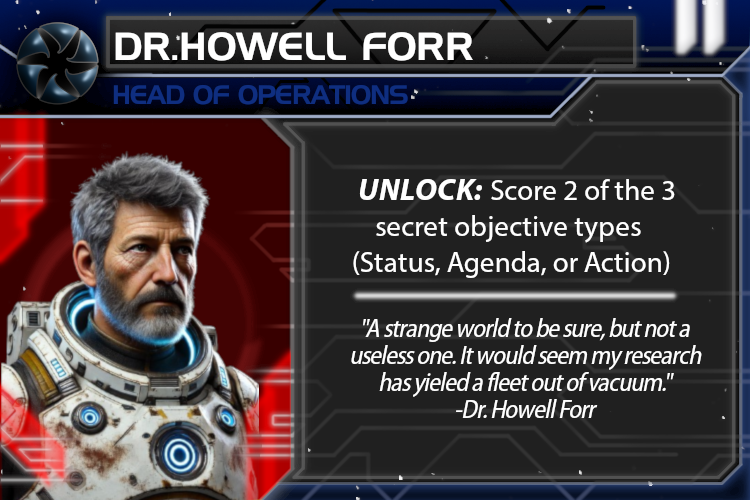 DR.HOWELL FORR
HEAD OF OPERATIONS
UNLOCK: Score 2 of the 3
secret objective types
(Status, Agenda, or Action)
"A strange world to be sure, but not a
useless one. It would seem my research
has yieled a fleet out of vacuum."
-Dr. Howell Forr